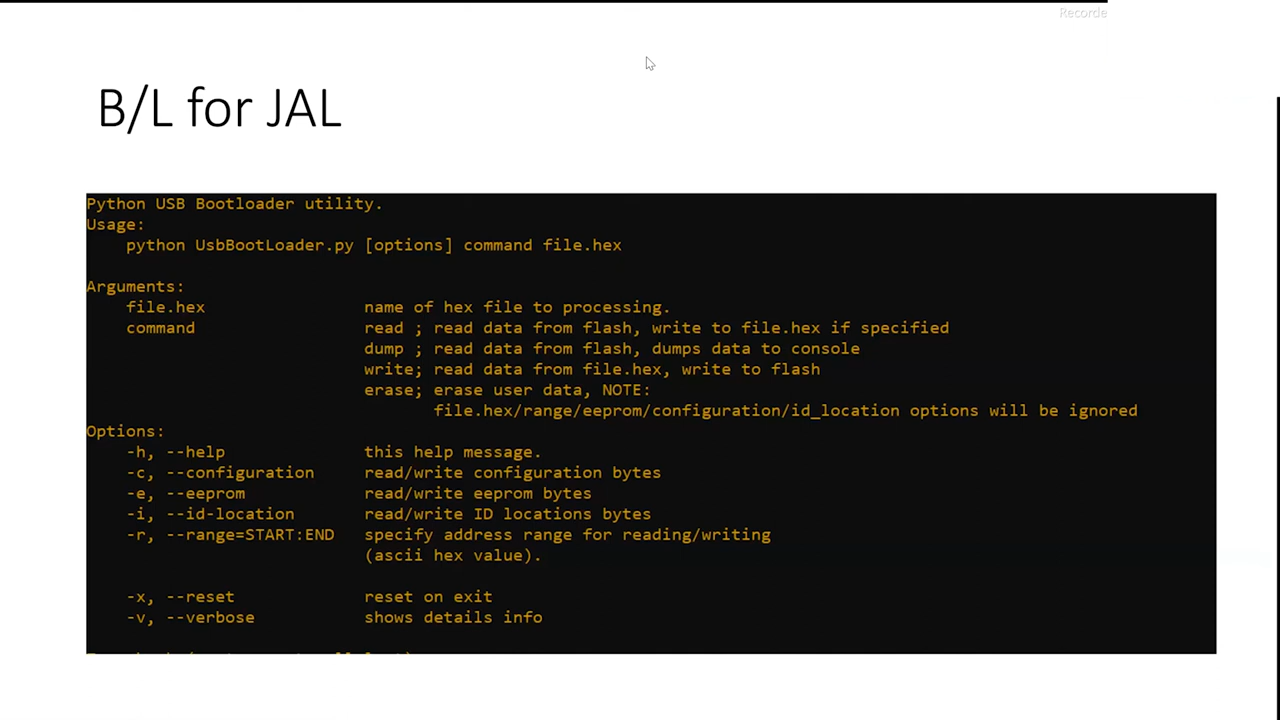 Recorde
B/L for JAL
Python USB Bootloader utility.
Usage:
python UsbBootLoader.py [options] command file.hex
Arguments:
file.hex name of hex file to processing.
command read ; read data from flash, write to file.hex if specified
dump ; read data from flash, dumps data to console
write; read data from file.hex, write to flash
erase; erase user data, NOTE:
file.hex/range/eeprom/configuration/id_location options will be ignored
Options:
-h, --help this help message.
-c, --configuration read/write configuration bytes
-e, --eeprom read/write eeprom bytes
-i, --id-location read/write ID locations bytes
-r, --range=START:END specify address range for reading/writing
(ascii hex value).
-x, --reset reset on exit
-v, --verbose shows details info